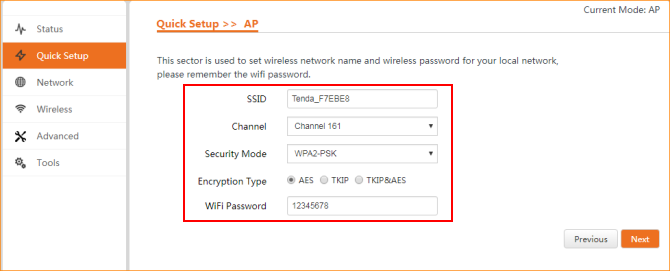 Current Mode: AP
Status
Quick Setup
Network
Wireless
Advanced
Tools
Quick Setup >> AP
This sector is used to set wireless network name and wireless password for your local network,
please remember the wifi password.
SSID Tenda_F7EBE8
Channel Channel 161
Security Mode WPA2-PSK
Encryption Type AES TKIP TKIP&AES
WiFi Password 12345678
Previous Next